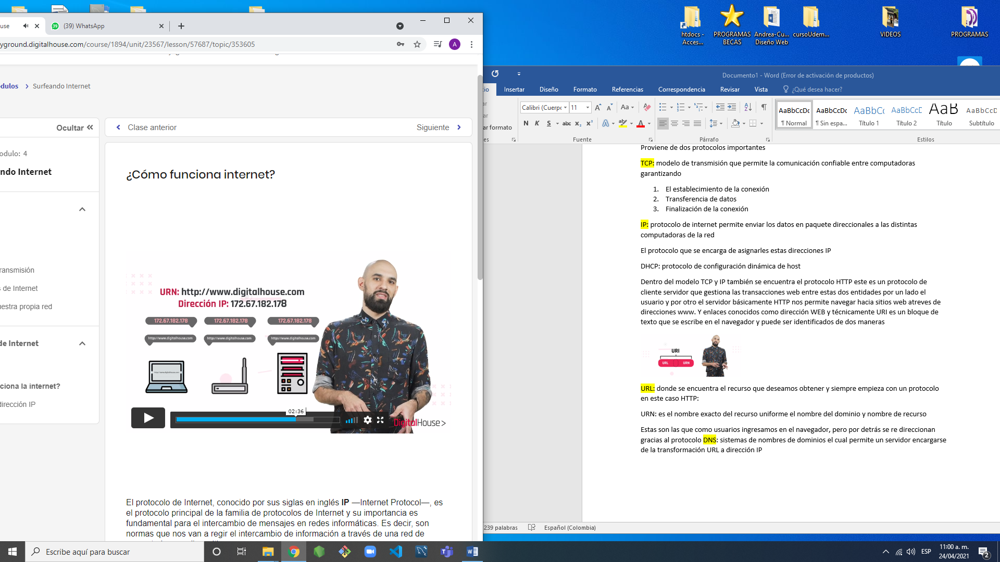 ouse
(39) WhatsApp
yground.digitalhouse.com/course/1894/unit/23567/lesson/57687/topic/353605
A
odulos
Surfeando Internet
Ocultar
Clase anterior
Siguiente
odulo: 4
ndo Internet
ransmisión
s de Internet
uestra propia red
de Internet
ciona la internet?
dirección IP
¿Cómo funciona internet?
URN: http://www.digitalhouse.com
Dirección IP: 172.67.182.178
172.67.182.178 172.67.182.178 172.67.182.178
http://www.digitalhouse.com http://www.digitalhouse.com http://www.digitalhouse.com
http://www.digitalhouse.com
02:36
DigitalHouse>
El protocolo de Internet, conocido por sus siglas en inglés IP —Internet Protocol—, es
el protocolo principal de la familia de protocolos de Internet y su importancia es
fundamental para el intercambio de mensajes en redes informáticas. Es decir, son
normas que nos van a regir el intercambio de información a través de una red de
htdocs -
Acces...
PROGRAMAS
BECAS
Andrea-Cu...
Diseño Web
cursoUdem...
VIDEOS
PROGRAMAS
Documento1 - Word (Error de activación de productos)
cio
Insertar
Diseño
Formato
Referencias
Correspondencia
Revisar
Vista
¿Qué desea hacer?
ar
ar
ar formato
es
Calibri (Cuerpo
11
Aa
N K S abc x₂ x² A A
Fuente
Párrafo
AaBbCcDc AaBbCcDc AaBbCc AaBbCcD AaB AaBbCcD
¶ Normal ¶ Sin espa... Título 1 Título 2 Título Subtítulo
Estilos
Proviene de dos protocolos importantes
TCP: modelo de transmisión que permite la comunicación confiable entre computadoras
garantizando
1. El establecimiento de la conexión
2. Transferencia de datos
3. Finalización de la conexión
IP: protocolo de internet permite enviar los datos en paquete direccionales a las distintas
computadoras de la red
El protocolo que se encarga de asignarles estas direcciones IP
DHCP: protocolo de configuración dinámica de host
Dentro del modelo TCP y IP también se encuentra el protocolo HTTP este es un protocolo de
cliente servidor que gestiona las transacciones web entre estas dos entidades por un lado el
usuario y por otro el servidor básicamente HTTP nos permite navegar hacia sitios web atreves de
direcciones www. Y enlaces conocidos como dirección WEB y técnicamente URI es un bloque de
texto que se escribe en el navegador y puede ser identificados de dos maneras
URI
URL URN
URL: donde se encuentra el recurso que deseamos obtener y siempre empieza con un protocolo
en este caso HTTP:
URN: es el nombre exacto del recurso uniforme el nombre del dominio y nombre de recurso
Estas son las que como usuarios ingresamos en el navegador, pero por detrás se re direccionan
gracias al protocolo DNS: sistemas de nombres de dominios el cual permite un servidor encargarse
de la transformación URL a dirección IP
239 palabras
Español (Colombia)
Escribe aquí para buscar
ESP
11:00 a. m.
24/04/2021
2